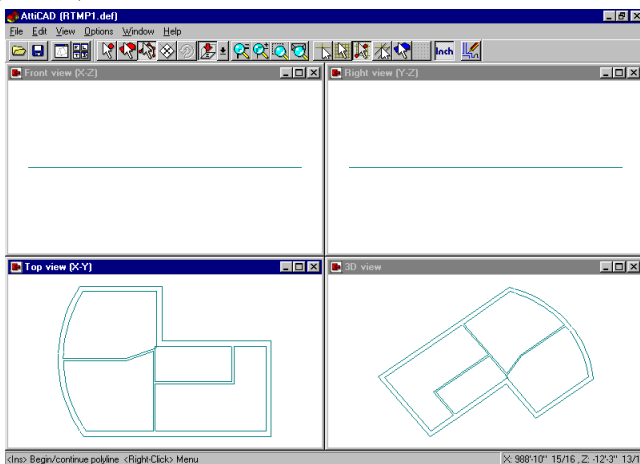 AttiCAD (RTMP1.def)
File Edit View Options Window Help
Inch
Front view (X-Z)
Right view (Y-Z)
Top view (X-Y)
3D view
<Ins> Begin/continue polyline <Right-Click> Menu
X: 988'-10" 15/16 , Z: -12'-3" 13/1